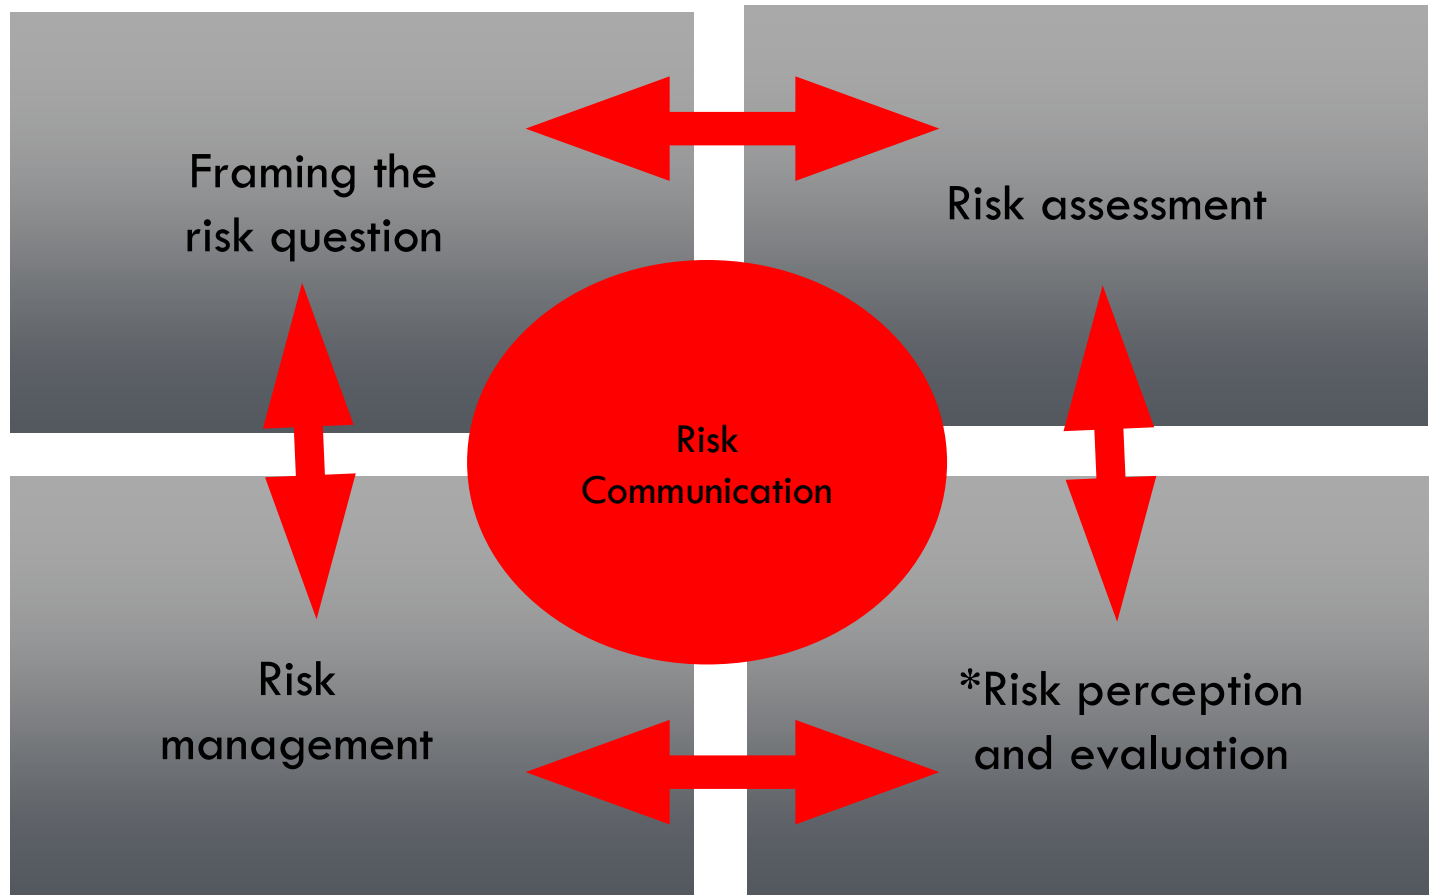 Framing the
risk question
Risk assessment
Risk
Communication
Risk
management
*Risk perception
and evaluation